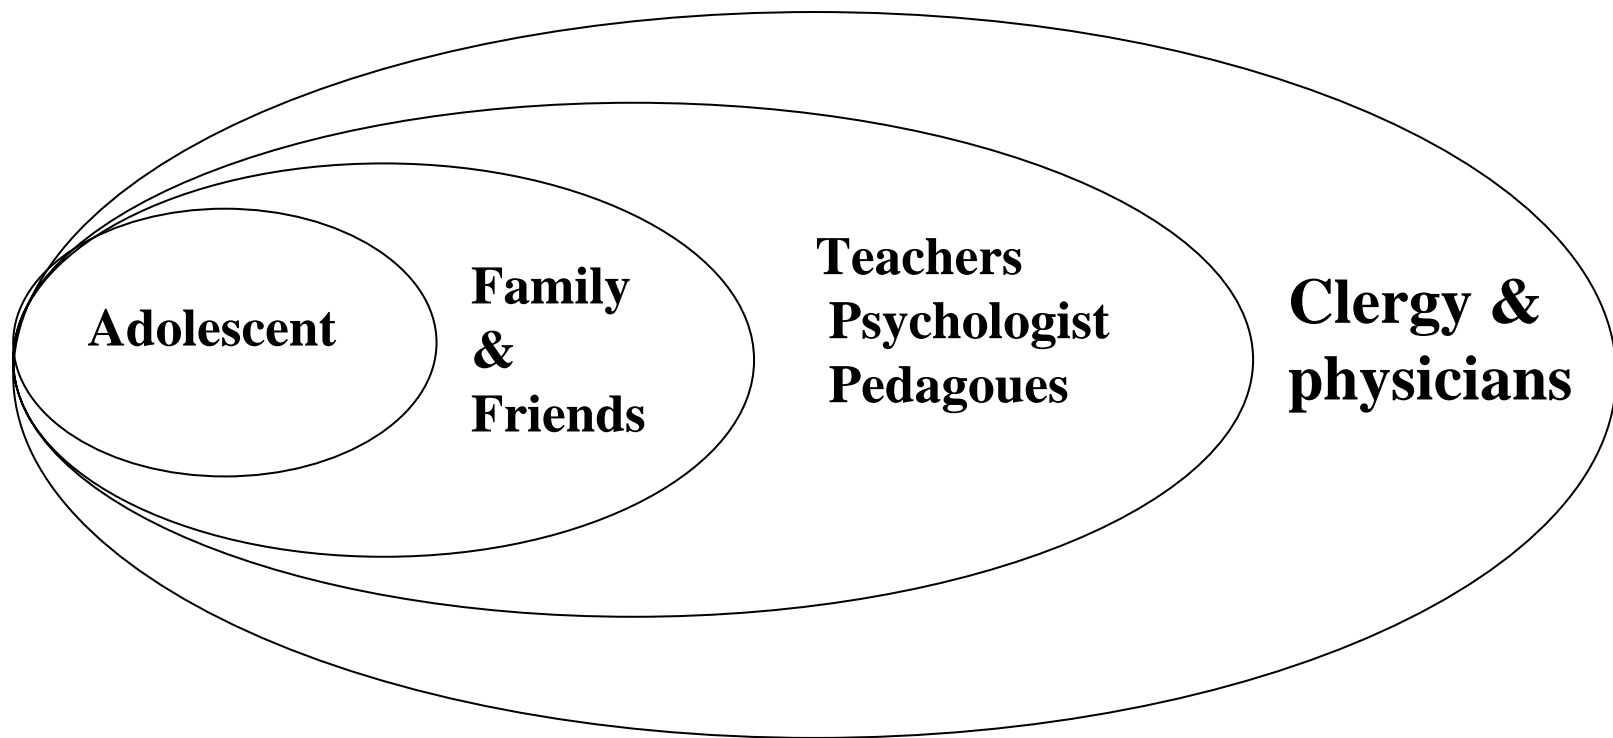 Adolescent
Family
&
Friends
Teachers
Psychologist
Pedagoues
Clergy &
physicians